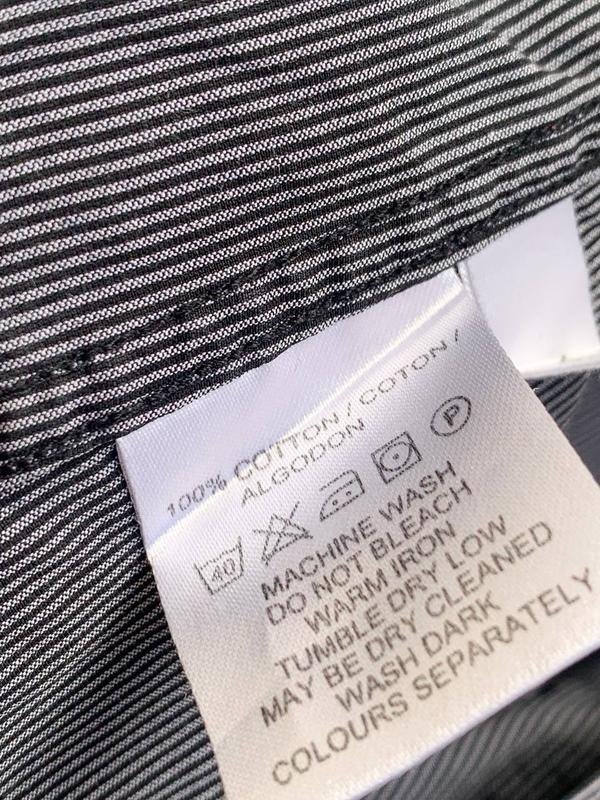 100% COTTON / COTON /
ALGODON
40 P
MACHINE WASH
DO NOT BLEACH
WARM IRON
TUMBLE DRY LOW
MAY BE DRY CLEANED
WASH DARK
COLOURS SEPARATELY